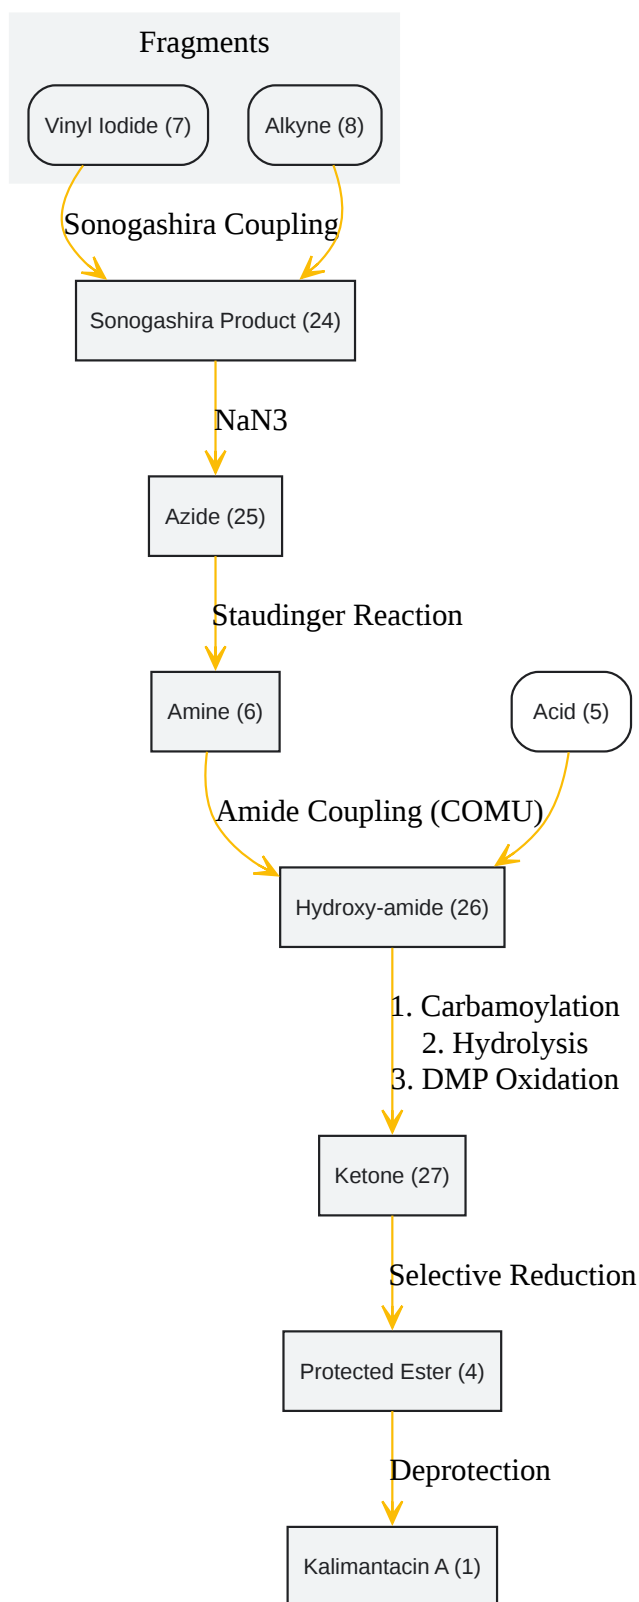 Fragments
Vinyl Iodide (7)
Alkyne (8)
Sonogashira Coupling
Sonogashira Product (24)
NaN3
Azide (25)
Staudinger Reaction
Amine (6)
Acid (5)
Amide Coupling (COMU)
Hydroxy-amide (26)
1. Carbamoylation
2. Hydrolysis
3. DMP Oxidation
Ketone (27)
Selective Reduction
Protected Ester (4)
Deprotection
Kalimantacin A (1)